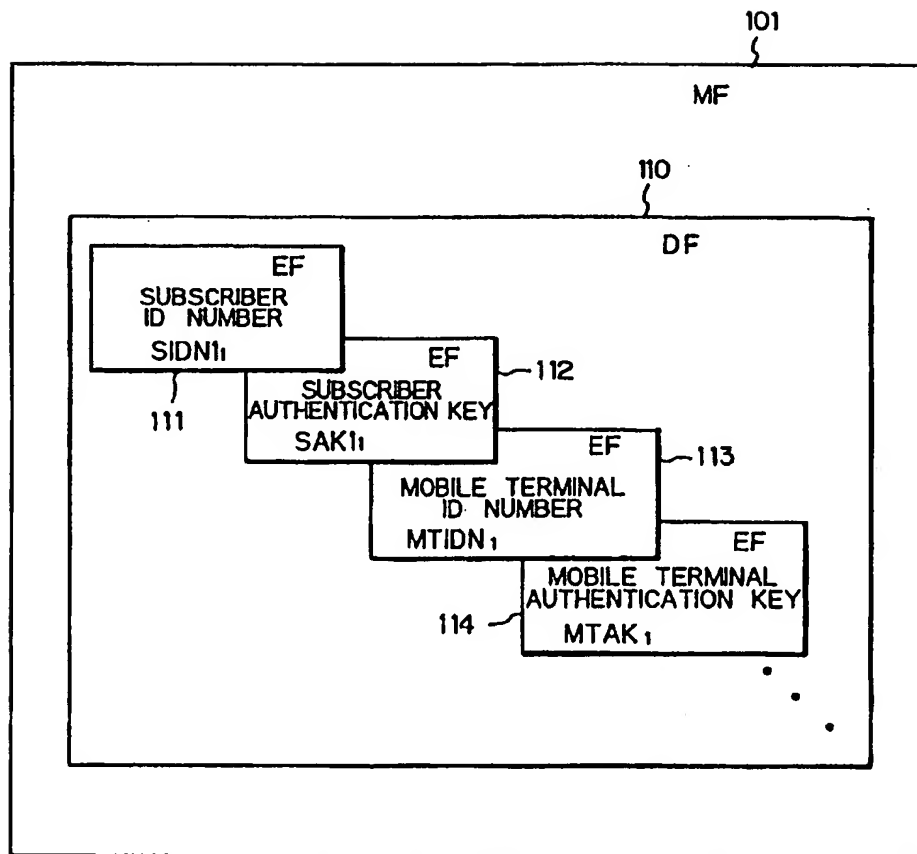 101
MF
110
DF
EF
SUBSCRIBER
ID NUMBER
SIDN1₁
111
EF
112
SUBSCRIBER
AUTHENTICATION KEY
SAK1₁
EF
113
MOBILE TERMINAL
ID NUMBER
MTIDN₁
EF
MOBILE TERMINAL
AUTHENTICATION KEY
114
MTAK₁